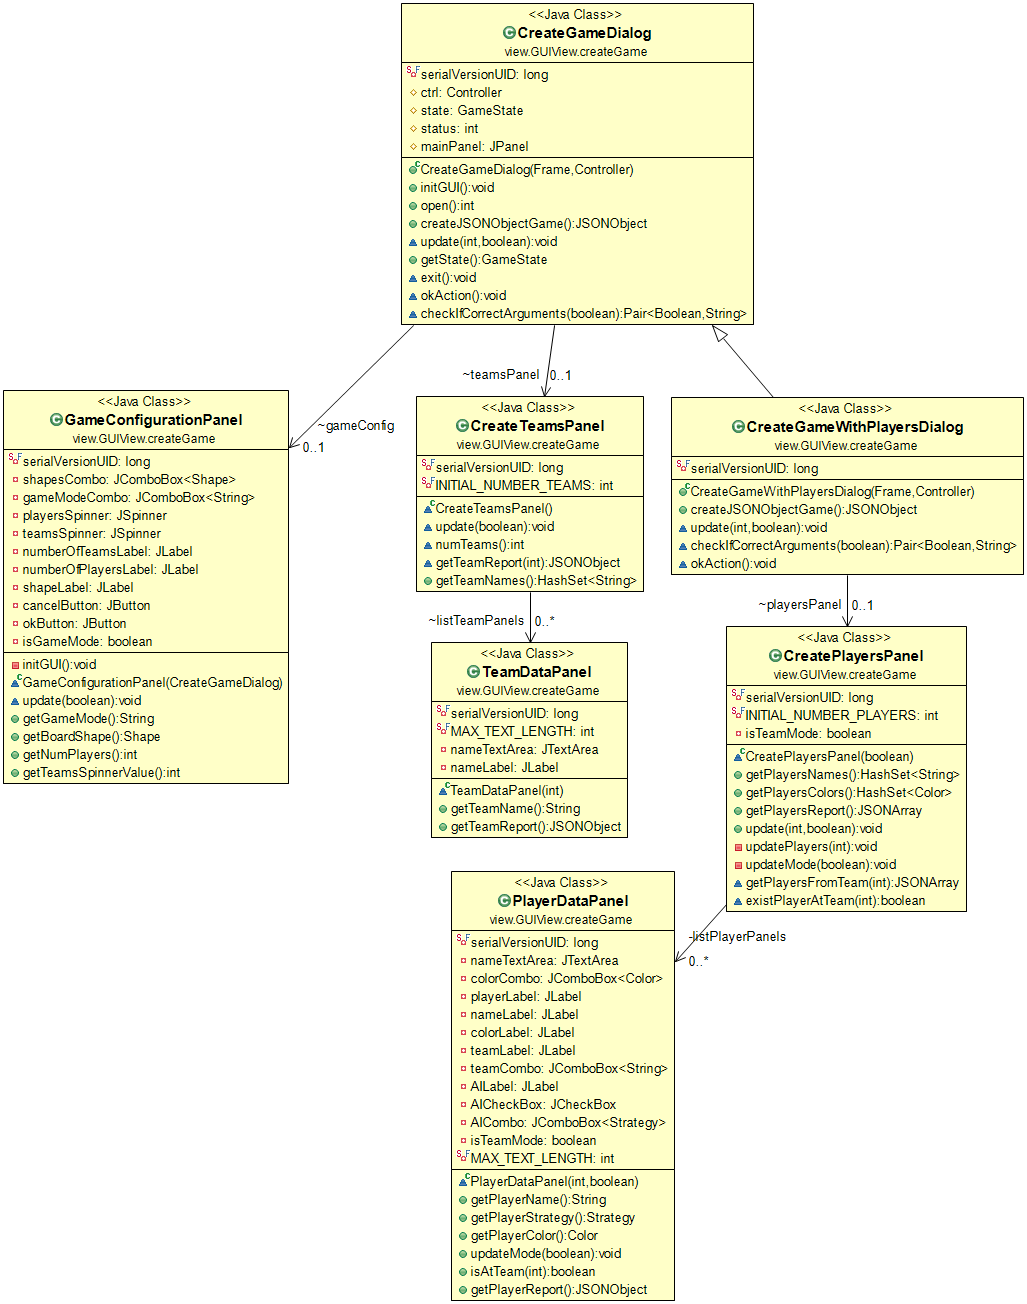 <<Java Class>>
CreateGameDialog
view.GUIView.createGame
serialVersionUID: long
ctrl: Controller
state: GameState
status: int
mainPanel: JPanel
CreateGameDialog(Frame,Controller)
initGUI():void
open():int
createJSONObjectGame():JSONObject
update(int,boolean):void
getState():GameState
exit():void
okAction():void
checkIfCorrectArguments(boolean):Pair<Boolean,String>
~gameConfig
0..1
~teamsPanel
0..1
<<Java Class>>
GameConfigurationPanel
view.GUIView.createGame
serialVersionUID: long
shapesCombo: JComboBox<Shape>
gameModeCombo: JComboBox<String>
playersSpinner: JSpinner
teamsSpinner: JSpinner
numberOfTeamsLabel: JLabel
numberOfPlayersLabel: JLabel
shapeLabel: JLabel
cancelButton: JButton
okButton: JButton
isGameMode: boolean
initGUI():void
GameConfigurationPanel(CreateGameDialog)
update(boolean):void
getGameMode():String
getBoardShape():Shape
getNumPlayers():int
getTeamsSpinnerValue():int
<<Java Class>>
CreateTeamsPanel
view.GUIView.createGame
serialVersionUID: long
INITIAL_NUMBER_TEAMS: int
CreateTeamsPanel()
update(boolean):void
numTeams():int
getTeamReport(int):JSONObject
getTeamNames():HashSet<String>
~listTeamPanels
0..*
<<Java Class>>
CreateGameWithPlayersDialog
view.GUIView.createGame
serialVersionUID: long
CreateGameWithPlayersDialog(Frame,Controller)
createJSONObjectGame():JSONObject
update(int,boolean):void
checkIfCorrectArguments(boolean):Pair<Boolean,String>
okAction():void
~playersPanel
0..1
<<Java Class>>
TeamDataPanel
view.GUIView.createGame
serialVersionUID: long
MAX_TEXT_LENGTH: int
nameTextArea: JTextArea
nameLabel: JLabel
TeamDataPanel(int)
getTeamName():String
getTeamReport():JSONObject
<<Java Class>>
CreatePlayersPanel
view.GUIView.createGame
serialVersionUID: long
INITIAL_NUMBER_PLAYERS: int
isTeamMode: boolean
CreatePlayersPanel(boolean)
getPlayersNames():HashSet<String>
getPlayersColors():HashSet<Color>
getPlayersReport():JSONArray
update(int,boolean):void
updatePlayers(int):void
updateMode(boolean):void
getPlayersFromTeam(int):JSONArray
existPlayerAtTeam(int):boolean
-listPlayerPanels
0..*
<<Java Class>>
PlayerDataPanel
view.GUIView.createGame
serialVersionUID: long
nameTextArea: JTextArea
colorCombo: JComboBox<Color>
playerLabel: JLabel
nameLabel: JLabel
colorLabel: JLabel
teamLabel: JLabel
teamCombo: JComboBox<String>
AILabel: JLabel
AICheckBox: JCheckBox
AICombo: JComboBox<Strategy>
isTeamMode: boolean
MAX_TEXT_LENGTH: int
PlayerDataPanel(int,boolean)
getPlayerName():String
getPlayerStrategy():Strategy
getPlayerColor():Color
updateMode(boolean):void
isAtTeam(int):boolean
getPlayerReport():JSONObject